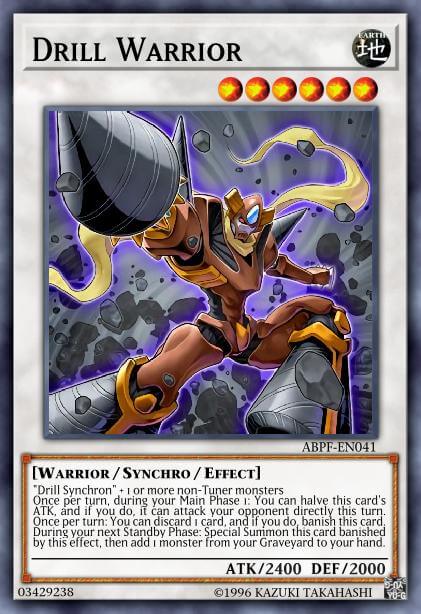 DRILL WARRIOR
EARTH
地
ABPF-EN041
[WARRIOR / SYNCHRO / EFFECT]
"Drill Synchron" + 1 or more non-Tuner monsters
Once per turn, during your Main Phase 1: You can halve this card's
ATK, and if you do, it can attack your opponent directly this turn.
Once per turn: You can discard 1 card, and if you do, banish this card.
During your next Standby Phase: Special Summon this card banished
by this effect, then add 1 monster from your Graveyard to your hand.
ATK/2400 DEF/2000
03429238
©1996 KAZUKI TAKAHASHI